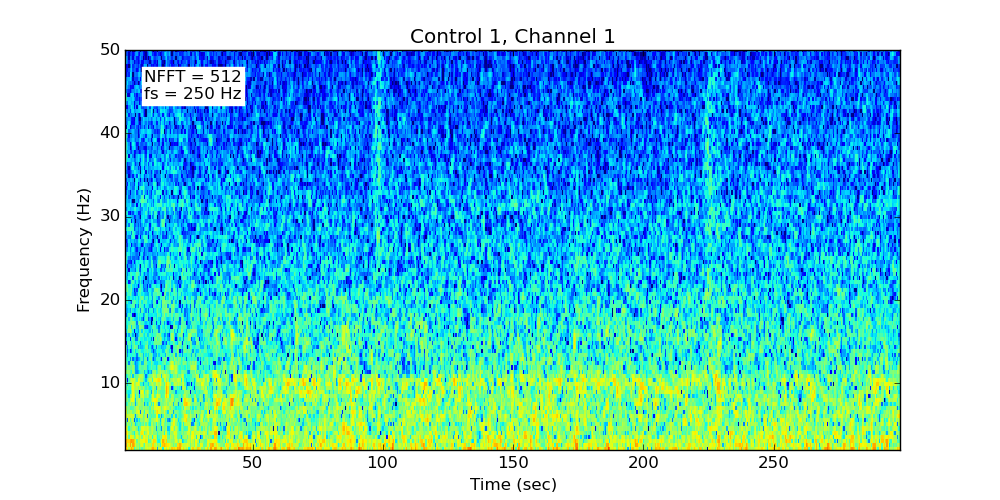 Control 1, Channel 1
NFFT = 512
fs = 250 Hz
50
40
30
20
10
Frequency (Hz)
50 100 150 200 250
Time (sec)